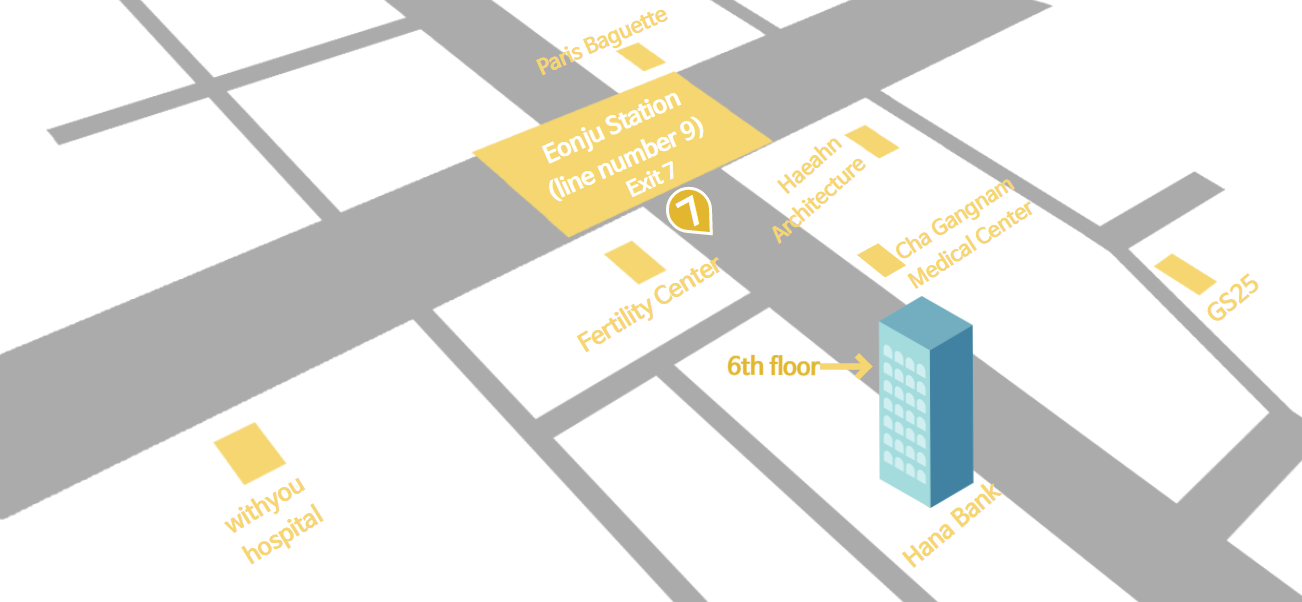 Paris Baguette
Eonju Station
(line number 9)
Exit 7
7
Haeahn
Architecture
Cha Gangnam
Medical Center
GS25
Fertility Center
6th floor
withyou
hospital
Hana Bank